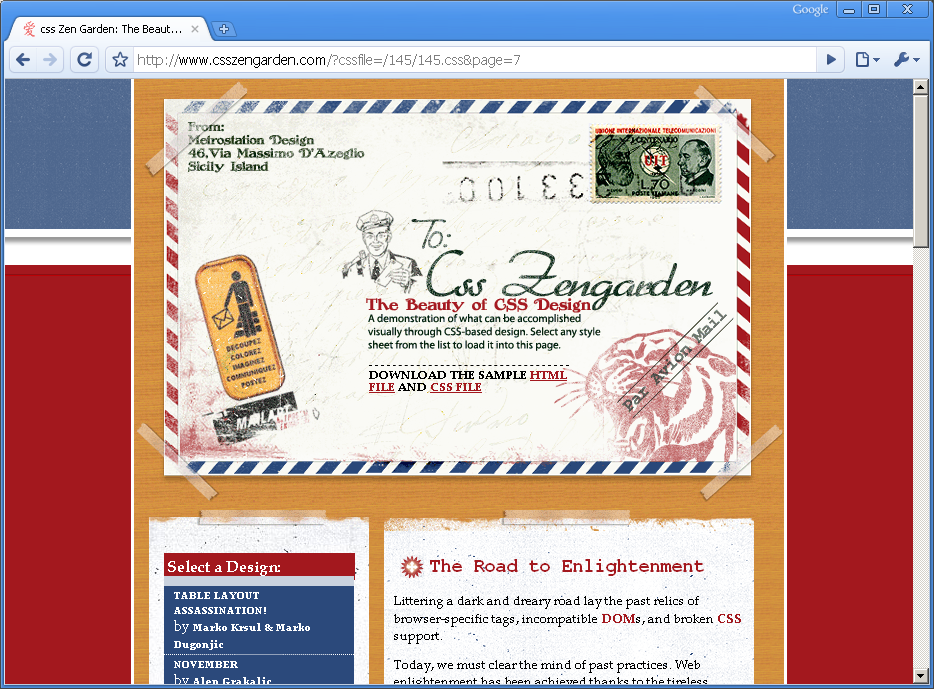 Google
css Zen Garden: The Beaut...
http://www.csszengarden.com/?cssfile=/145/145.css&page=7
From:
Metrostation Design
46,Via Massimo D'Azeglio
Sicily Island
UNIONE INTERNAZIONALE TELECOMUNICAZIONI
UIT
L.70
POSTE ITALIANE
33100
To:
Css Zengarden
The Beauty of CSS Design
A demonstration of what can be accomplished
visually through CSS-based design. Select any style
sheet from the list to load it into this page.
DOWNLOAD THE SAMPLE HTML
FILE AND CSS FILE
Par Avion Mail
DECOUPEZ
COLOREZ
IMAGINEZ
COMMUNIQUEZ
POSTEZ
Select a Design:
TABLE LAYOUT
ASSASSINATION!
by Marko Krsul & Marko
Dugonjic
NOVEMBER
by Alen Grakalic
The Road to Enlightenment
Littering a dark and dreary road lay the past relics of
browser-specific tags, incompatible DOMs, and broken CSS
support.
Today, we must clear the mind of past practices. Web
enlightenment has been achieved thanks to the tireless